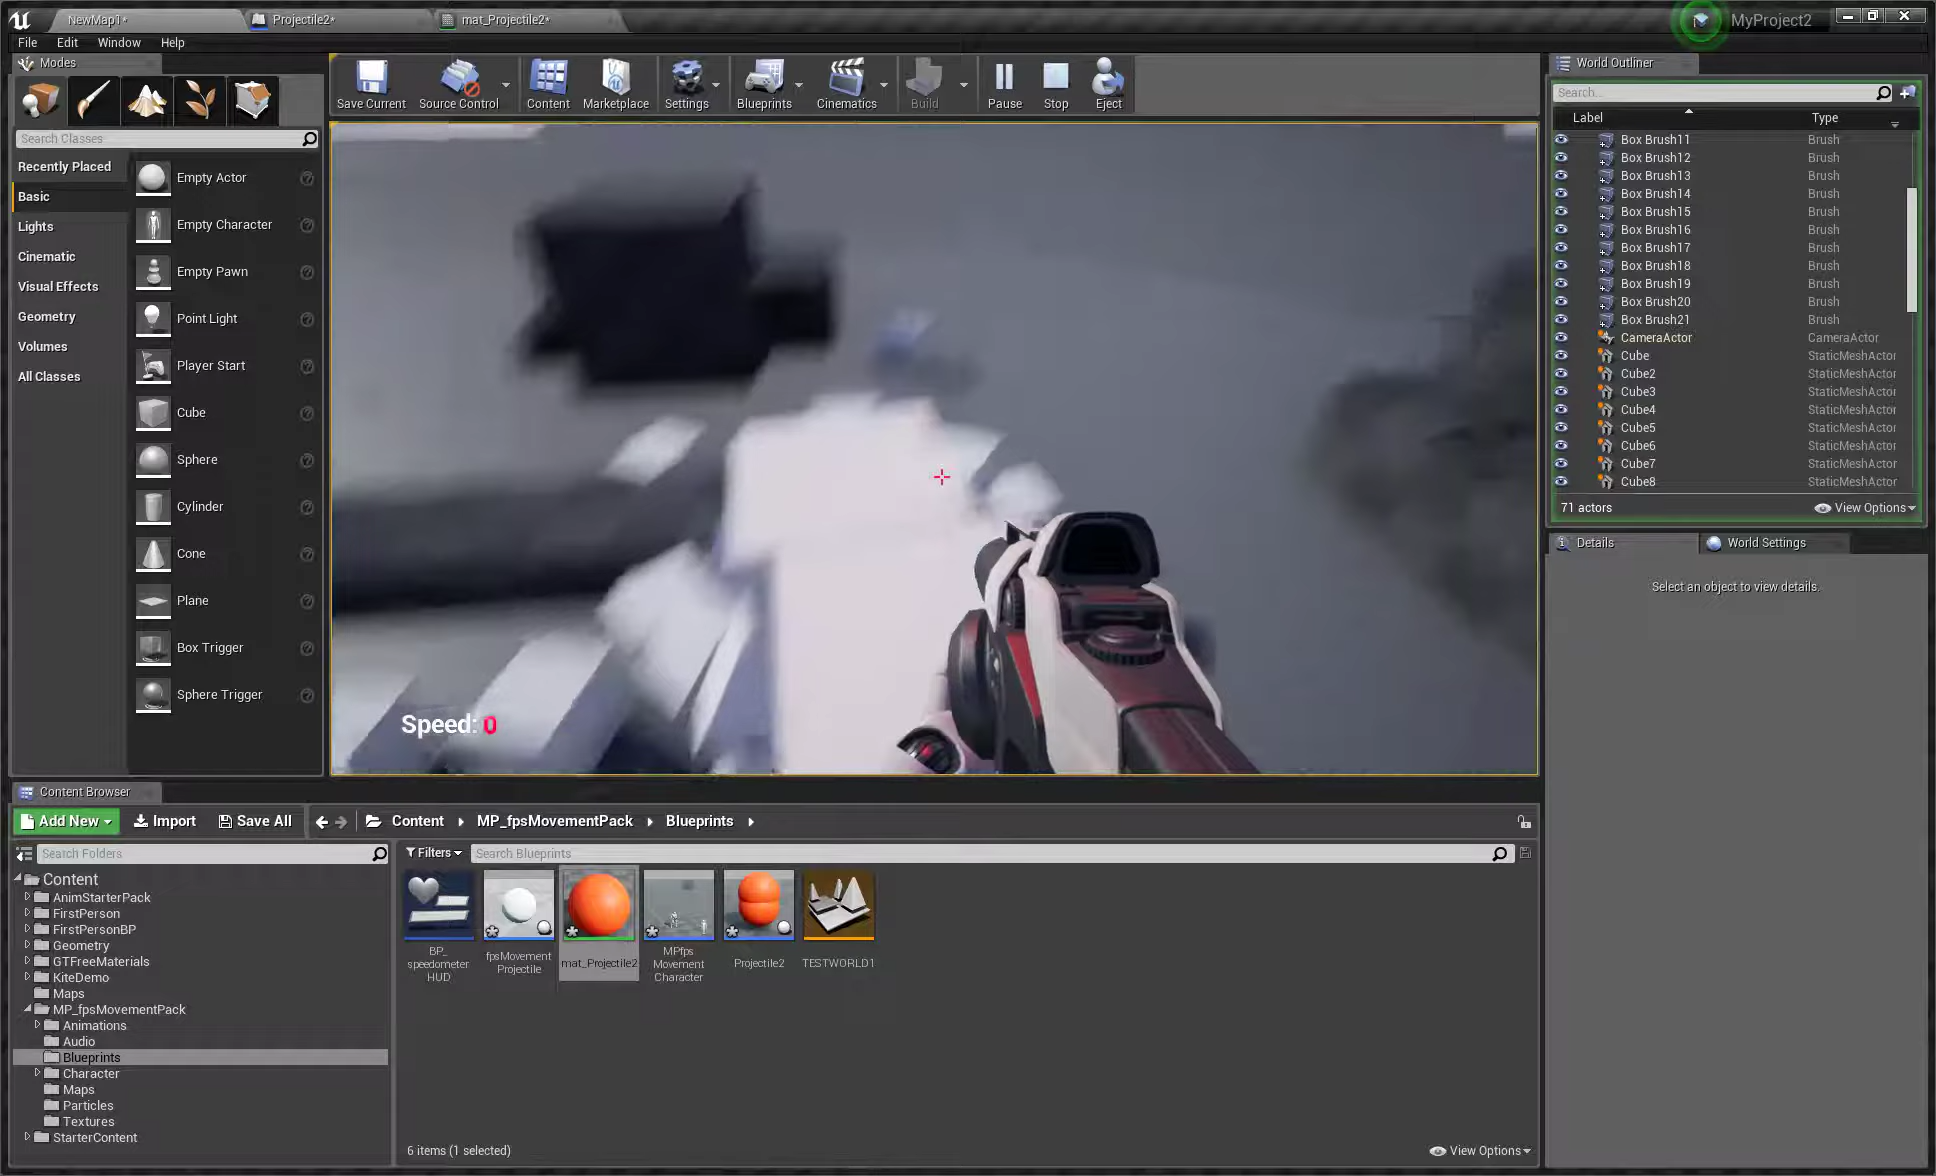 NewMap1*
Projectile2*
mat_Projectile2*
MyProject2
File Edit Window Help
Modes
Save Current
Source Control
Content
Marketplace
Settings
Blueprints
Cinematics
Build
Pause
Stop
Eject
Search Classes
Recently Placed
Basic
Lights
Cinematic
Visual Effects
Geometry
Volumes
All Classes
Empty Actor
Empty Character
Empty Pawn
Point Light
Player Start
Cube
Sphere
Cylinder
Cone
Plane
Box Trigger
Sphere Trigger
Speed: 0
World Outliner
Search...
Label Type
Box Brush11 Brush
Box Brush12 Brush
Box Brush13 Brush
Box Brush14 Brush
Box Brush15 Brush
Box Brush16 Brush
Box Brush17 Brush
Box Brush18 Brush
Box Brush19 Brush
Box Brush20 Brush
Box Brush21 Brush
CameraActor CameraActor
Cube StaticMeshActor
Cube2 StaticMeshActor
Cube3 StaticMeshActor
Cube4 StaticMeshActor
Cube5 StaticMeshActor
Cube6 StaticMeshActor
Cube7 StaticMeshActor
Cube8 StaticMeshActor
71 actors View Options
Details World Settings
Select an object to view details.
Content Browser
Add New Import Save All Content MP_fpsMovementPack Blueprints
Search Folders
Filters Search Blueprints
Content
AnimStarterPack
FirstPerson
FirstPersonBP
Geometry
GTFreeMaterials
KiteDemo
Maps
MP_fpsMovementPack
Animations
Audio
Blueprints
Character
Maps
Particles
Textures
StarterContent
BP_
speedometer
HUD
fpsMovement
Projectile
mat_Projectile2
MPfps
Movement
Character
Projectile2
TESTWORLD1
6 items (1 selected) View Options